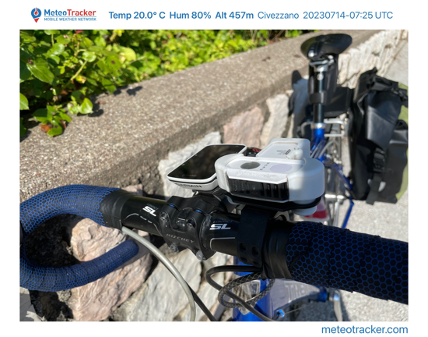 MeteoTracker
MOBILE WEATHER NETWORK
Temp 20.0° C Hum 80% Alt 457m Civezzano 20230714-07:25 UTC
SL
SL
meteotracker.com